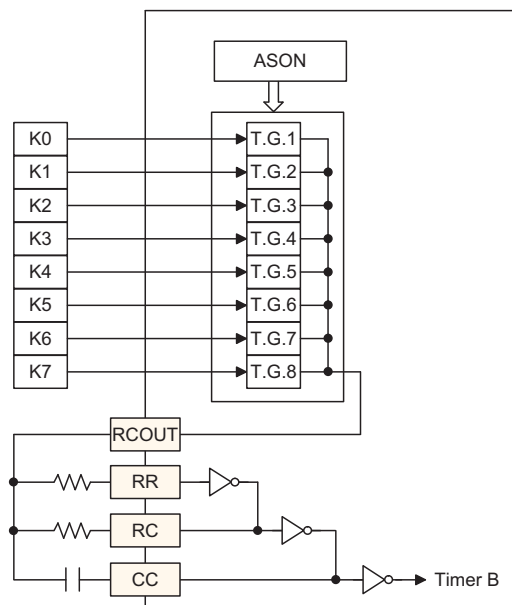 ASON
K0 T.G.1
K1 T.G.2
K2 T.G.3
K3 T.G.4
K4 T.G.5
K5 T.G.6
K6 T.G.7
K7 T.G.8
RCOUT
RR
RC
CC Timer B